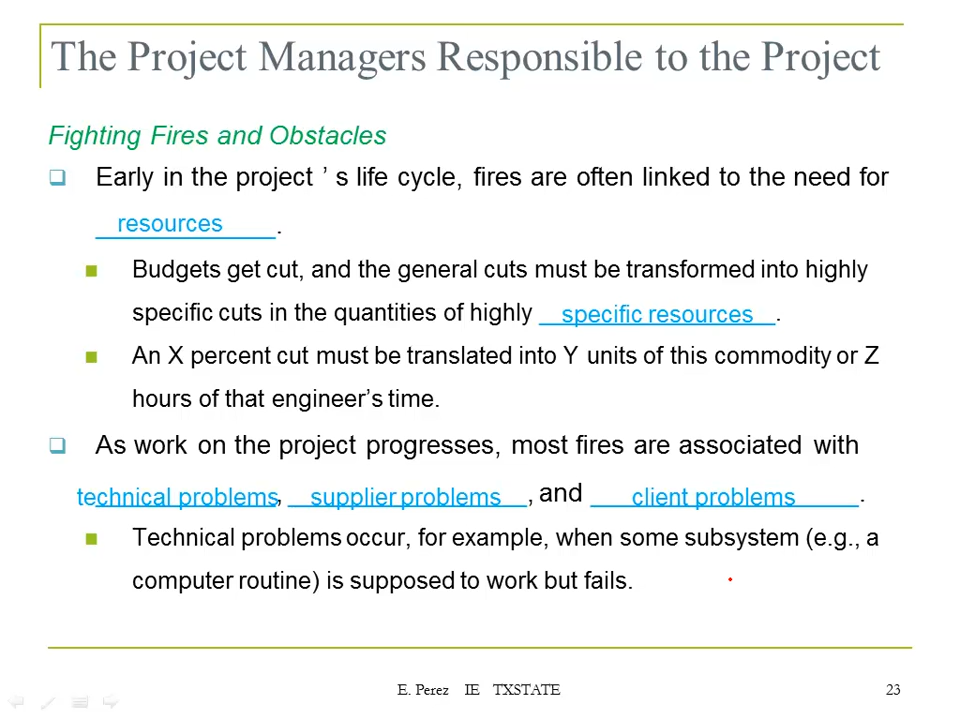 The Project Managers Responsible to the Project
Fighting Fires and Obstacles
Early in the project ’ s life cycle, fires are often linked to the need for
resources.
Budgets get cut, and the general cuts must be transformed into highly
specific cuts in the quantities of highly specific resources.
An X percent cut must be translated into Y units of this commodity or Z
hours of that engineer’s time.
As work on the project progresses, most fires are associated with
technical problems, supplier problems, and client problems.
Technical problems occur, for example, when some subsystem (e.g., a
computer routine) is supposed to work but fails.
E. Perez IE TXSTATE 23